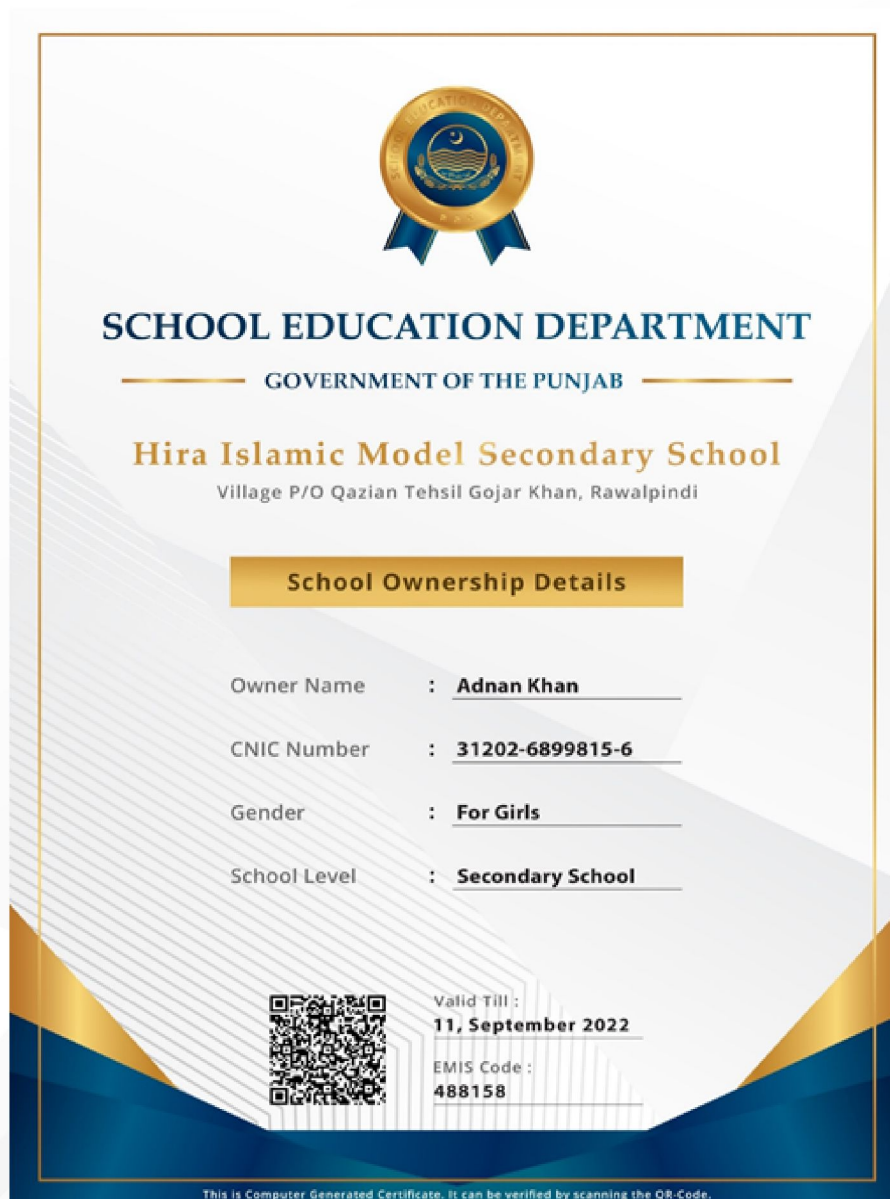 SCHOOL EDUCATION DEPARTMENT
SCHOOL EDUCATION DEPARTMENT
GOVERNMENT OF THE PUNJAB
Hira Islamic Model Secondary School
Village P/O Qazian Tehsil Gojar Khan, Rawalpindi
School Ownership Details
Owner Name : Adnan Khan
CNIC Number : 31202-6899815-6
Gender : For Girls
School Level : Secondary School
Valid Till :
11, September 2022
EMIS Code :
488158
This is Computer Generated Certificate. It can be verified by scanning the QR-Code.